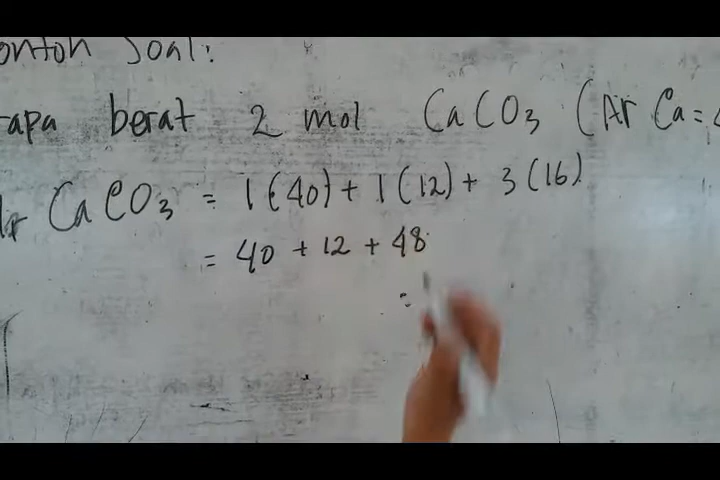 ontoh Soal:
rapa berat 2 mol CaCO3 (Ar Ca =
Mr CaCO3 = 1(40) + 1(12) + 3(16)
= 40 + 12 + 48
=